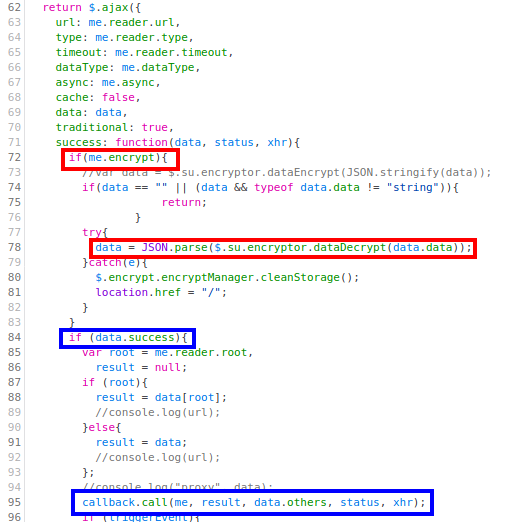 62 return $.ajax({
63 url: me.reader.url,
64 type: me.reader.type,
65 timeout: me.reader.timeout,
66 dataType: me.dataType,
67 async: me.async,
68 cache: false,
69 data: data,
70 traditional: true,
71 success: function(data, status, xhr){
72 if(me.encrypt){
73 //var data = $.su.encryptor.dataEncrypt(JSON.stringify(data));
74 if(data == "" || (data && typeof data.data != "string")){
75 return;
76 }
77 try{
78 data = JSON.parse($.su.encryptor.dataDecrypt(data.data));
79 }catch(e){
80 $.encrypt.encryptManager.cleanStorage();
81 location.href = "/";
82 }
83 }
84 if (data.success){
85 var root = me.reader.root,
86 result = null;
87 if (root){
88 result = data[root];
89 //console.log(url);
90 }else{
91 result = data;
92 //console.log(url);
93 };
94 //console.log("proxy", data);
95 callback.call(me, result, data.others, status, xhr);
96 if (triggerEvent){